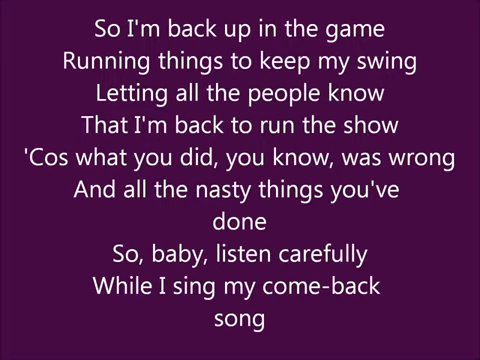 So I'm back up in the game
Running things to keep my swing
Letting all the people know
That I'm back to run the show
'Cos what you did, you know, was wrong
And all the nasty things you've
done
So, baby, listen carefully
While I sing my come-back
song